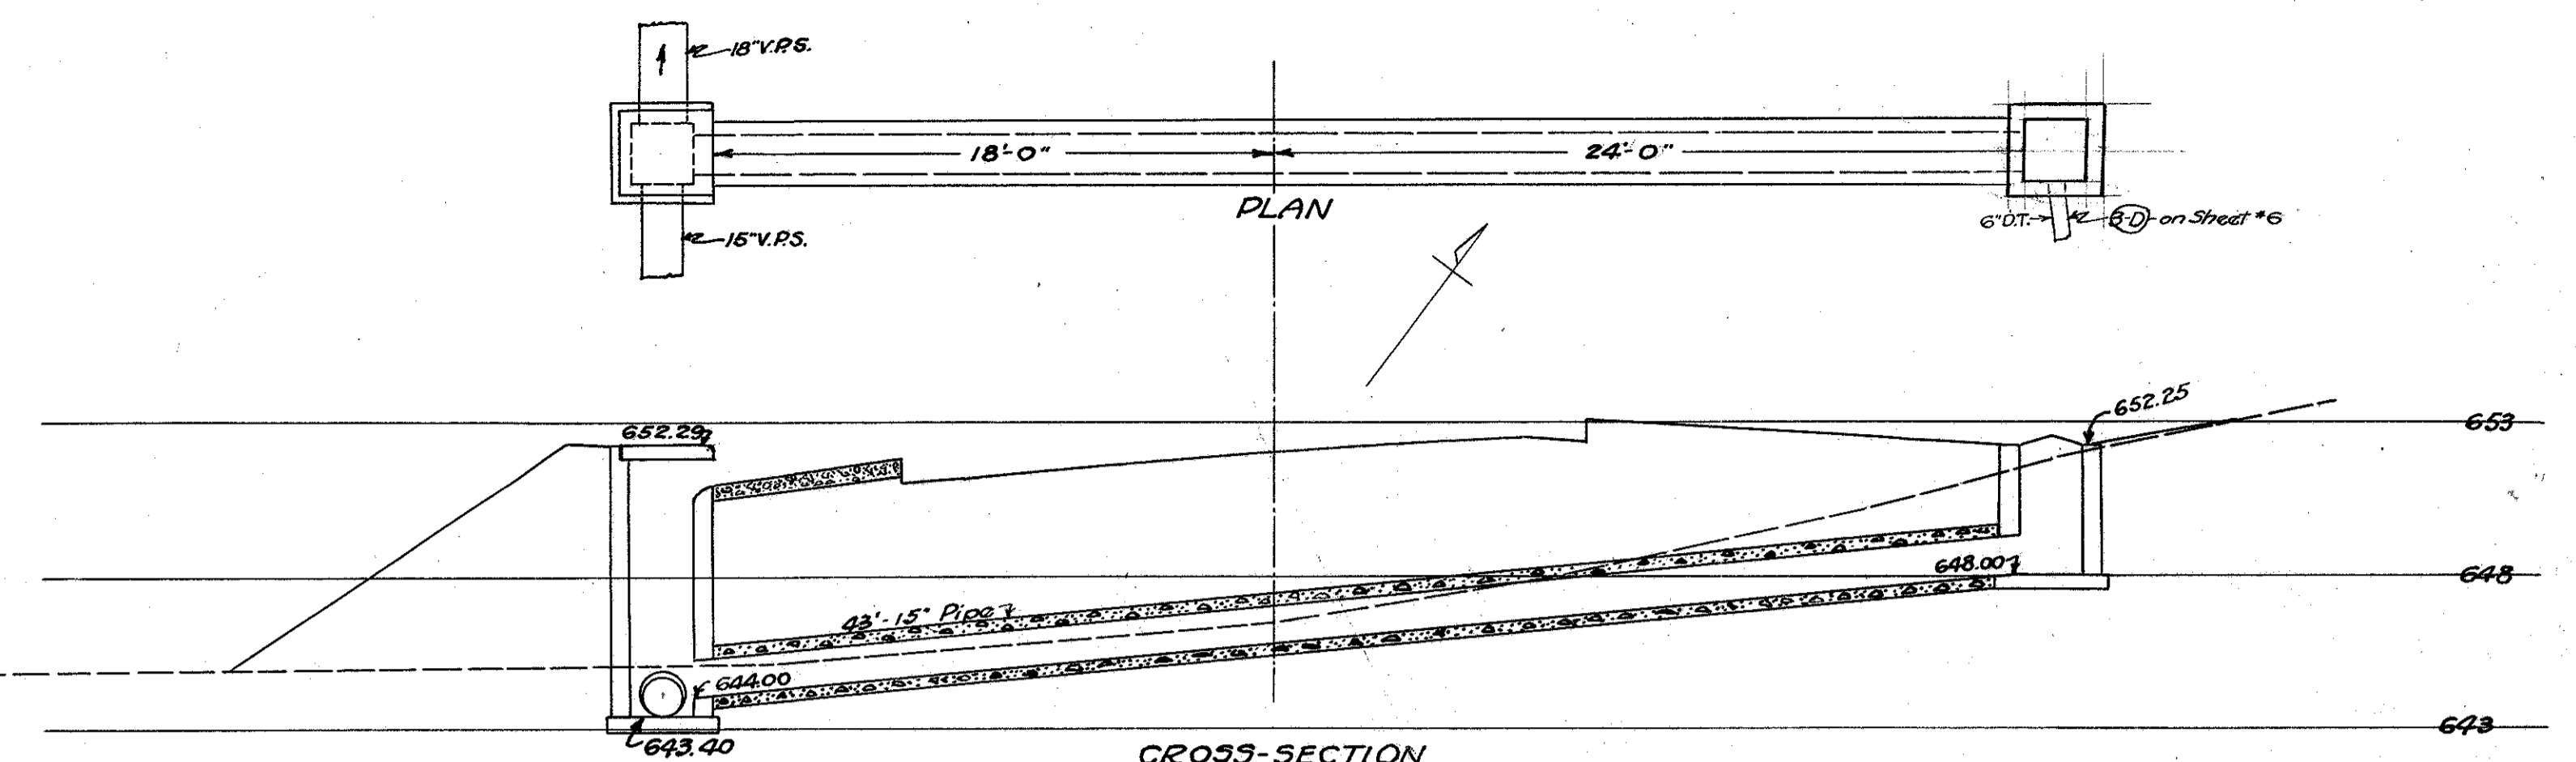 18" V.P.S.
18'-0"
24'-0"
PLAN
15" V.P.S.
6" D.T.
3-D on Sheet #6
652.25
653
652.29
648.00
648
43'-15" Pipe
644.00
643
643.40
CROSS-SECTION